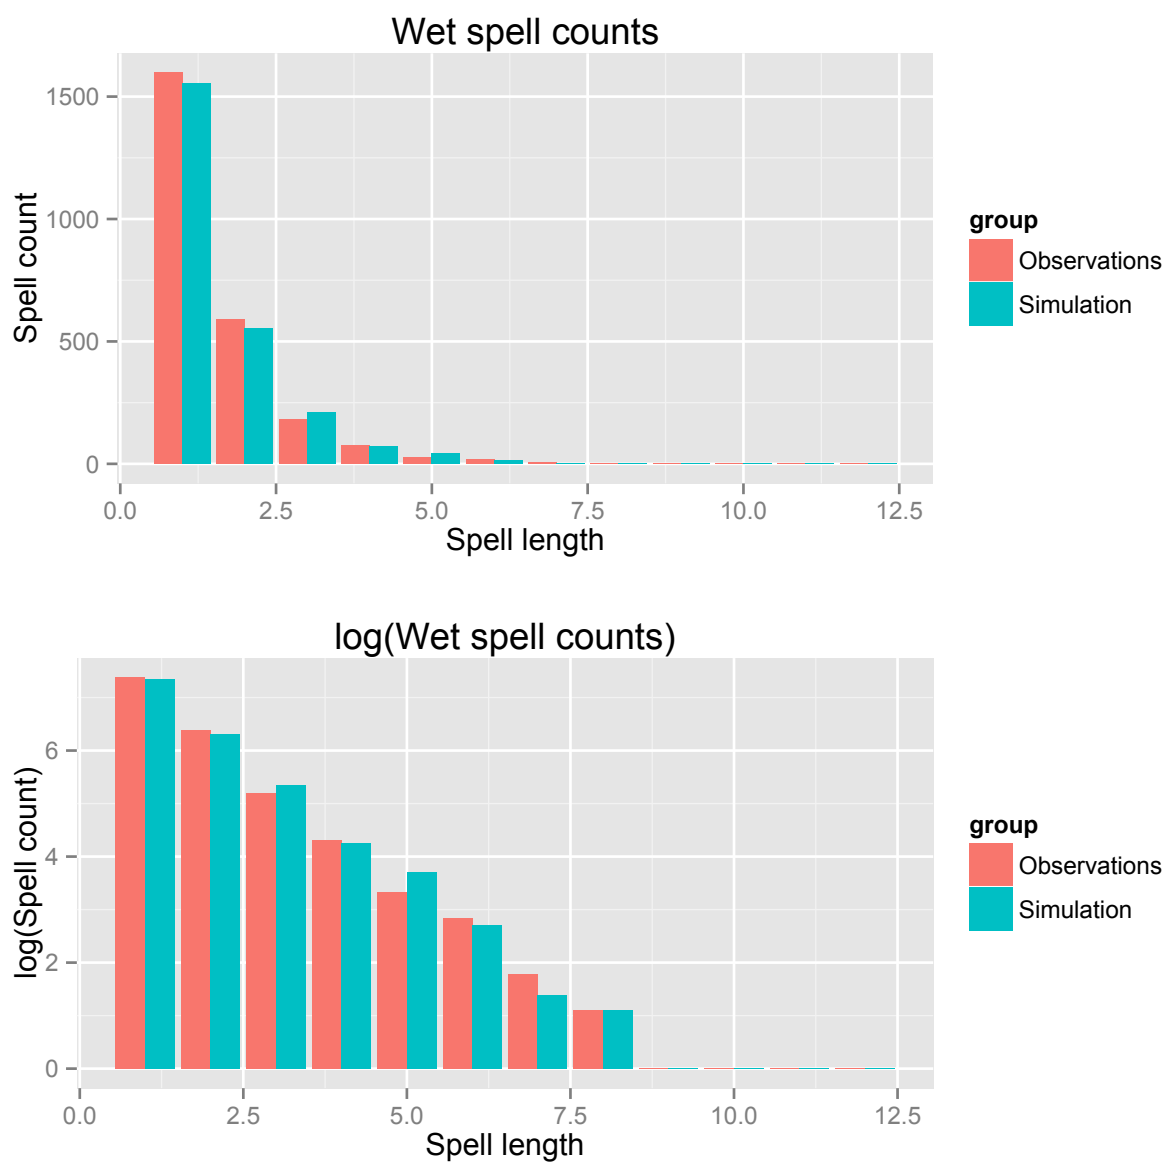 Wet spell counts
Spell count
1500
1000
500
0
0.0 2.5 5.0 7.5 10.0 12.5
Spell length
group
Observations
Simulation
log(Wet spell counts)
log(Spell count)
6
4
2
0
0.0 2.5 5.0 7.5 10.0 12.5
Spell length
group
Observations
Simulation